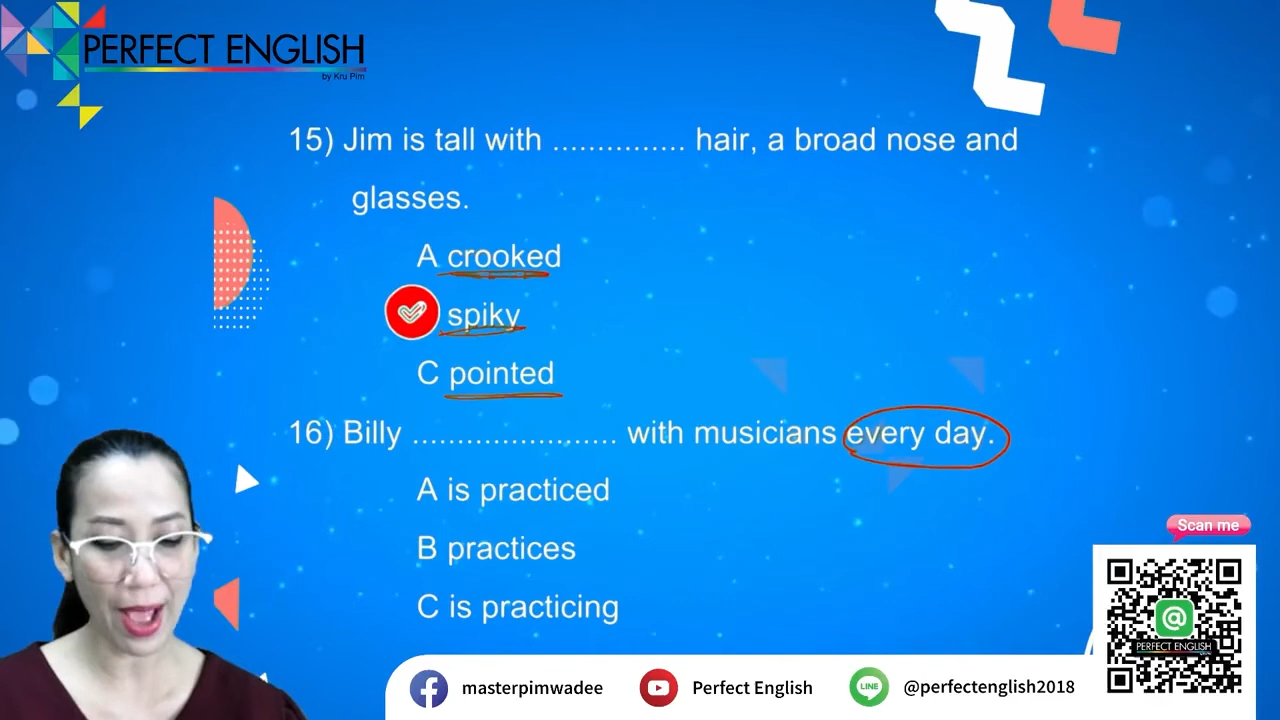 PERFECT ENGLISH
by Kru Pim
15) Jim is tall with ............... hair, a broad nose and
glasses.
A crooked
spiky
C pointed
16) Billy ....................... with musicians every day.
A is practiced
B practices
C is practicing
Scan me
@
PERFECT ENGLISH
masterpimwadee
Perfect English
LINE
@perfectenglish2018